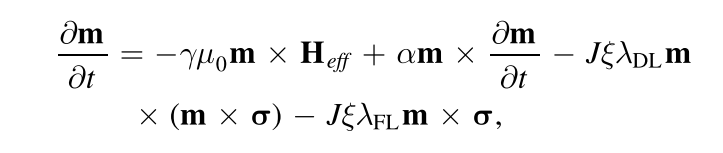 ∂m/∂t = −γμ₀m × H_eff + αm × ∂m/∂t − Jξλ_DL m
× (m × σ) − Jξλ_FL m × σ,